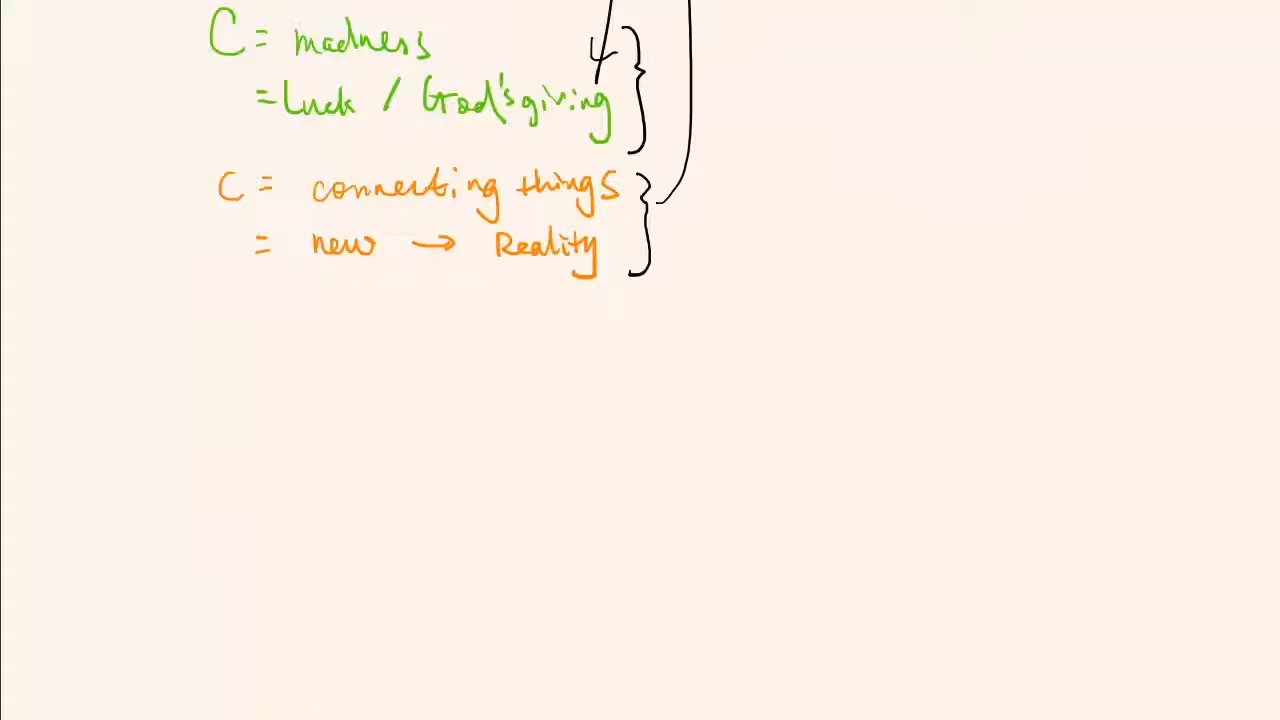 C = madness
= Luck / God's giving
C = connecting things
= new → Reality